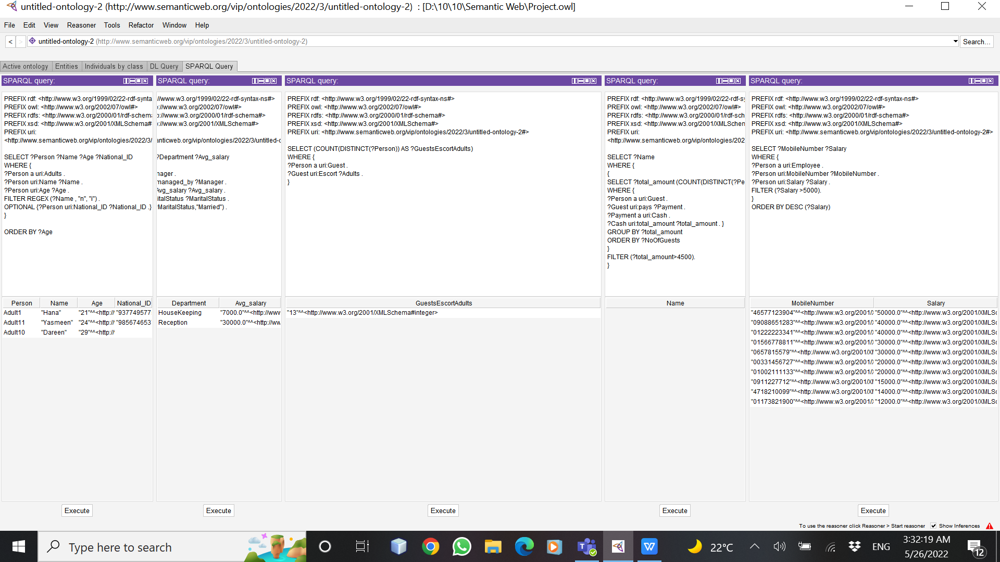 untitled-ontology-2 (http://www.semanticweb.org/vip/ontologies/2022/3/untitled-ontology-2) : [D:\10\10\Semantic Web\Project.owl]
File Edit View Reasoner Tools Refactor Window Help
< > untitled-ontology-2 (http://www.semanticweb.org/vip/ontologies/2022/3/untitled-ontology-2) Search...
Active ontology Entities Individuals by class DL Query SPARQL Query
SPARQL query:
PREFIX rdf: <http://www.w3.org/1999/02/22-rdf-synta
PREFIX owl: <http://www.w3.org/2002/07/owl#>
PREFIX rdfs: <http://www.w3.org/2000/01/rdf-schema
PREFIX xsd: <http://www.w3.org/2001/XMLSchema#
PREFIX uri:
<http://www.semanticweb.org/vip/ontologies/2022/3/
SELECT ?Person ?Name ?Age ?National_ID
WHERE {
?Person a uri:Adults .
?Person uri:Name ?Name .
?Person uri:Age ?Age .
FILTER REGEX (?Name , "n", "i") .
OPTIONAL {?Person uri:National_ID ?National_ID .}
}
ORDER BY ?Age
Person Name Age National_ID
Adult1 "Hana" "21"^^<http:/ "937749577
Adult11 "Yasmeen" "24"^^<http:/ "985674653
Adult10 "Dareen" "29"^^<http:/
Execute
SPARQL query:
//www.w3.org/1999/02/22-rdf-syntax-ns#>
://www.w3.org/2002/07/owl#>
://www.w3.org/2000/01/rdf-schema#>
://www.w3.org/2001/XMLSchema#>
anticweb.org/vip/ontologies/2022/3/untitled-o
?Department ?Avg_salary
nager .
managed_by ?Manager .
Avg_salary ?Avg_salary .
ritalStatus ?MaritalStatus .
MaritalStatus,"Married") .
Department Avg_salary
HouseKeeping "7000.0"^^<http://www
Reception "30000.0"^^<http://ww
Execute
SPARQL query:
PREFIX rdf: <http://www.w3.org/1999/02/22-rdf-syntax-ns#>
PREFIX owl: <http://www.w3.org/2002/07/owl#>
PREFIX rdfs: <http://www.w3.org/2000/01/rdf-schema#>
PREFIX xsd: <http://www.w3.org/2001/XMLSchema#>
PREFIX uri: <http://www.semanticweb.org/vip/ontologies/2022/3/untitled-ontology-2#>
SELECT (COUNT(DISTINCT(?Person)) AS ?GuestsEscortAdults)
WHERE {
?Person a uri:Guest .
?Guest uri:Escort ?Adults .
}
GuestsEscortAdults
"13"^^<http://www.w3.org/2001/XMLSchema#integer>
Execute
SPARQL query:
PREFIX rdf: <http://www.w3.org/1999/02/22-rdf-sy
PREFIX owl: <http://www.w3.org/2002/07/owl#>
PREFIX rdfs: <http://www.w3.org/2000/01/rdf-sch
PREFIX xsd: <http://www.w3.org/2001/XMLSchen
PREFIX uri:
<http://www.semanticweb.org/vip/ontologies/202
SELECT ?Name
WHERE {
{
SELECT ?total_amount (COUNT(DISTINCT(?Pe
WHERE {
?Person a uri:Guest .
?Guest uri:pays ?Payment .
?Payment a uri:Cash .
?Cash uri:total_amount ?total_amount . }
GROUP BY ?total_amount
ORDER BY ?NoOfGuests
}
FILTER (?total_amount>4500).
}
Name
Execute
SPARQL query:
PREFIX rdf: <http://www.w3.org/1999/02/22-rdf-syntax-ns#>
PREFIX owl: <http://www.w3.org/2002/07/owl#>
PREFIX rdfs: <http://www.w3.org/2000/01/rdf-schema#>
PREFIX xsd: <http://www.w3.org/2001/XMLSchema#>
PREFIX uri: <http://www.semanticweb.org/vip/ontologies/2022/3/untitled-ontology-2#>
SELECT ?MobileNumber ?Salary
WHERE {
?Person a uri:Employee .
?Person uri:MobileNumber ?MobileNumber .
?Person uri:Salary ?Salary .
FILTER (?Salary >5000).
}
ORDER BY DESC (?Salary)
MobileNumber Salary
"46577123904"^^<http://www.w3.org/2001/ "50000.0"^^<http://www.w3.org/2001/XMLSc
"09088651283"^^<http://www.w3.org/2001/ "40000.0"^^<http://www.w3.org/2001/XMLSc
"01222223341"^^<http://www.w3.org/2001/ "40000.0"^^<http://www.w3.org/2001/XMLSc
"01566778811"^^<http://www.w3.org/2001/ "30000.0"^^<http://www.w3.org/2001/XMLSc
"0657815579"^^<http://www.w3.org/2001/XI "30000.0"^^<http://www.w3.org/2001/XMLSc
"00331456727"^^<http://www.w3.org/2001/ "20000.0"^^<http://www.w3.org/2001/XMLSc
"01002111133"^^<http://www.w3.org/2001/ "20000.0"^^<http://www.w3.org/2001/XMLSc
"0911227712"^^<http://www.w3.org/2001/XI "15000.0"^^<http://www.w3.org/2001/XMLSc
"4718210099"^^<http://www.w3.org/2001/XI "14000.0"^^<http://www.w3.org/2001/XMLSc
"01173821900"^^<http://www.w3.org/2001/ "12000.0"^^<http://www.w3.org/2001/XMLSc
Execute
To use the reasoner click Reasoner > Start reasoner Show Inferences
Type here to search
W
22°C
ENG
3:32:19 AM
5/26/2022
12